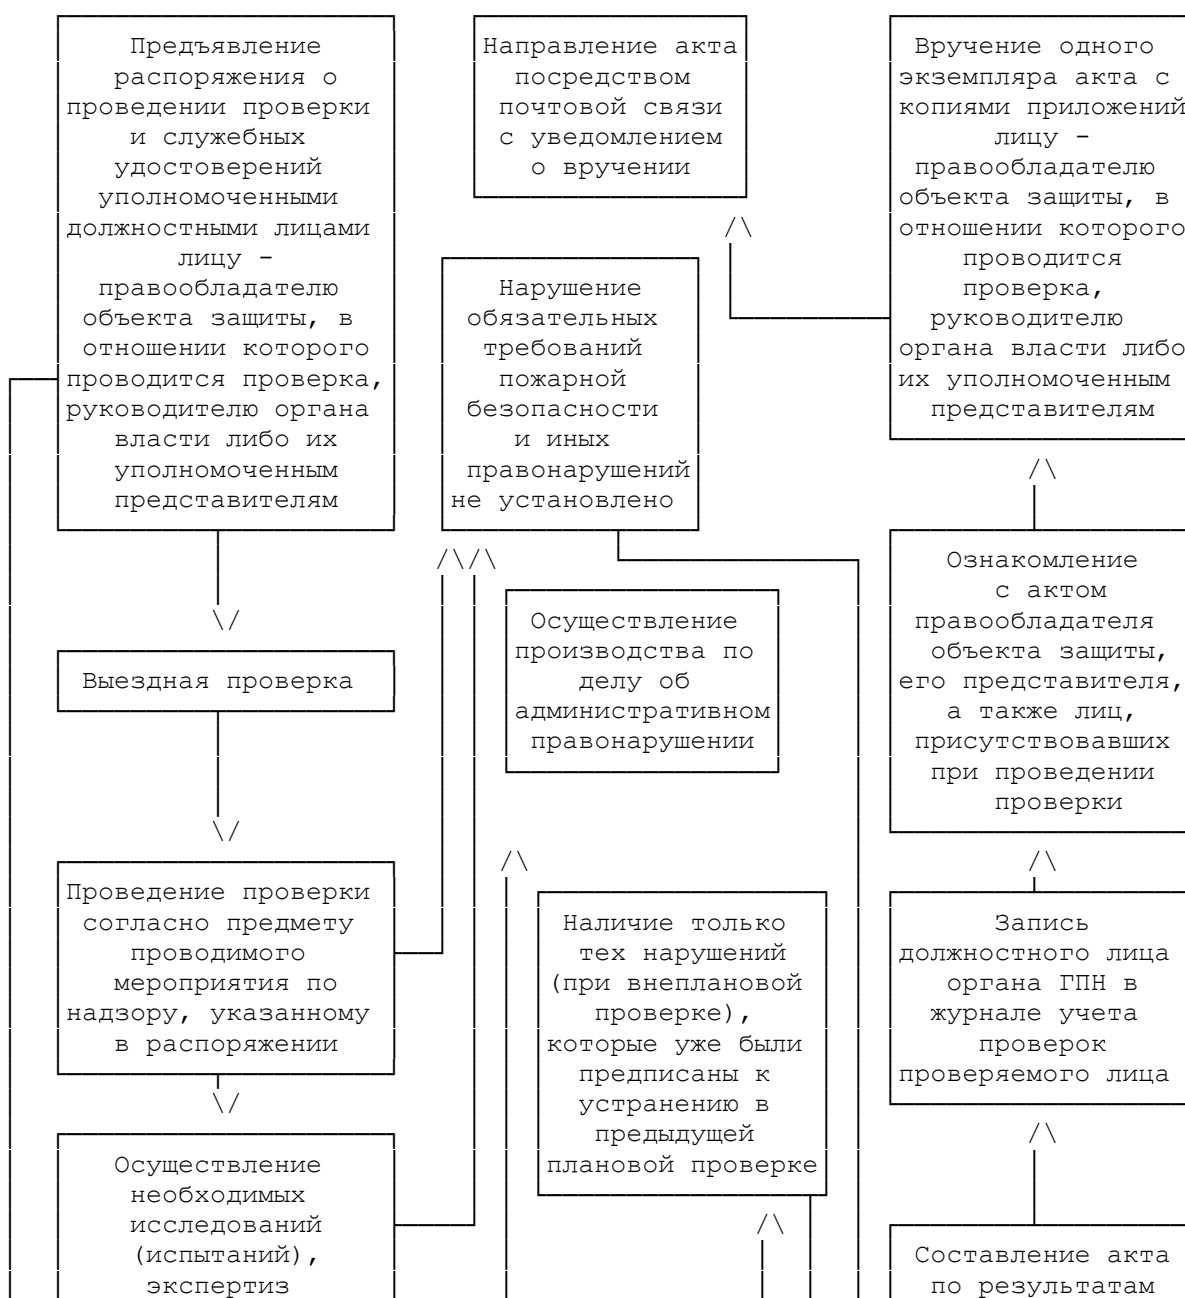 Предъявление
распоряжения о
проведении проверки
и служебных
удостоверений
уполномоченными
должностными лицами
лицу -
правообладателю
объекта защиты, в
отношении которого
проводится проверка,
руководителю органа
власти либо их
уполномоченным
представителям
Выездная проверка
Проведение проверки
согласно предмету
проводимого
мероприятия по
надзору, указанному
в распоряжении
Осуществление
необходимых
исследований
(испытаний),
экспертиз
Направление акта
посредством
почтовой связи
с уведомлением
о вручении
Нарушение
обязательных
требований
пожарной
безопасности
и иных
правонарушений
не установлено
Осуществление
производства по
делу об
административном
правонарушении
Наличие только
тех нарушений
(при внеплановой
проверке),
которые уже были
предписаны к
устранению в
предыдущей
плановой проверке
Вручение одного
экземпляра акта с
копиями приложений
лицу -
правообладателю
объекта защиты, в
отношении которого
проводится
проверка,
руководителю
органа власти либо
их уполномоченным
представителям
Ознакомление
с актом
правообладателя
объекта защиты,
его представителя,
а также лиц,
присутствовавших
при проведении
проверки
Запись
должностного лица
органа ГПН в
журнале учета
проверок
проверяемого лица
Составление акта
по результатам